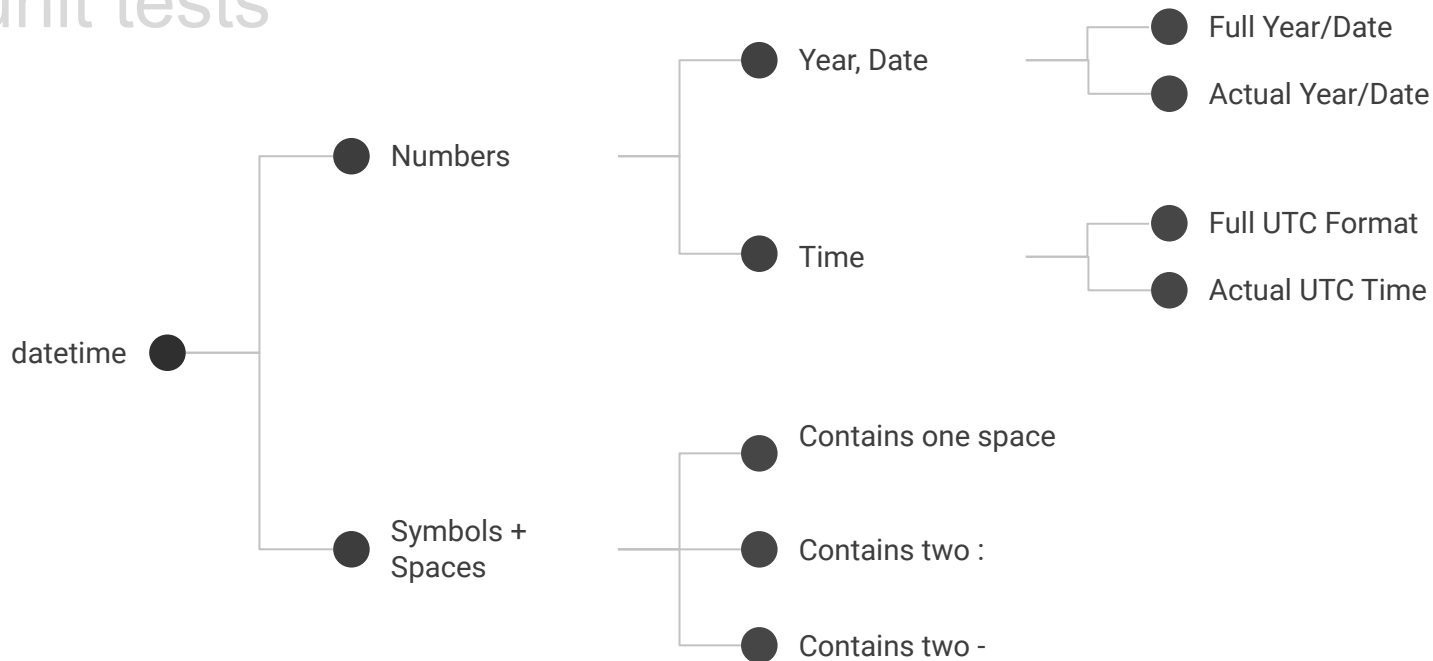 unit tests
Full Year/Date
Year, Date
Actual Year/Date
Numbers
Full UTC Format
Time
Actual UTC Time
datetime
Contains one space
Symbols +
Spaces
Contains two :
Contains two -